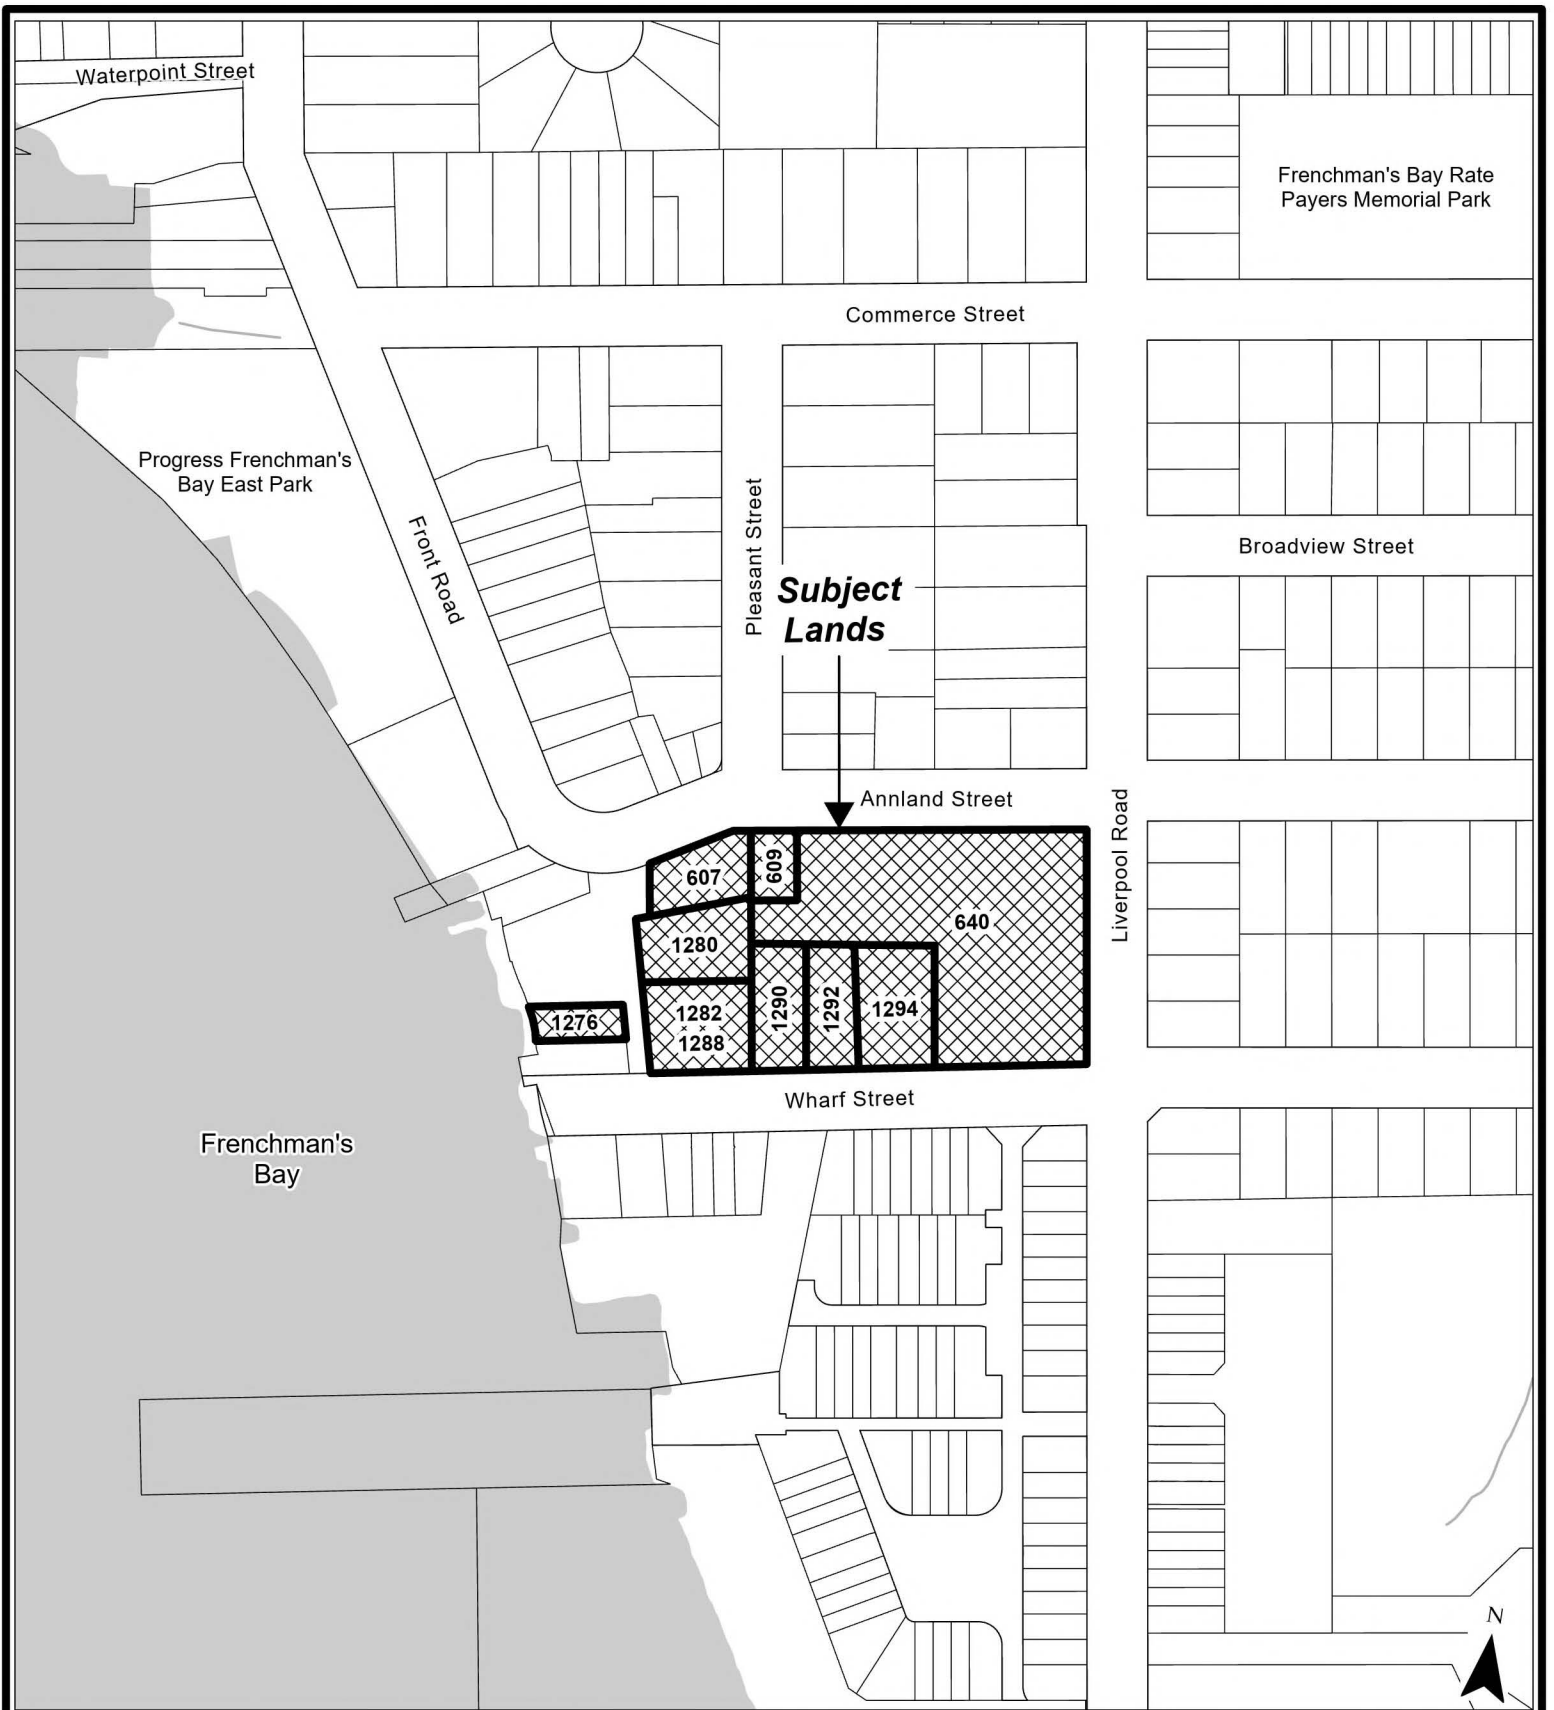 Waterpoint Street
Frenchman's Bay Rate
Payers Memorial Park
Commerce Street
Progress Frenchman's
Bay East Park
Front Road
Pleasant Street
Broadview Street
Subject
Lands
Annland Street
Liverpool Road
607
609
640
1280
1282
1288
1290
1292
1294
1276
Wharf Street
Frenchman's
Bay
N